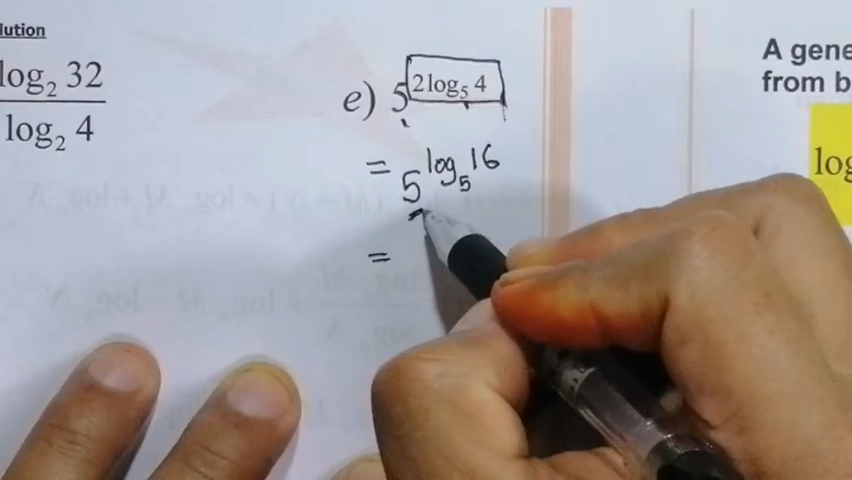 lution
log₂ 32
log₂ 4
e) 5^{2log₅ 4}
= 5^{log₅ 16}
=
A gene
from b
log